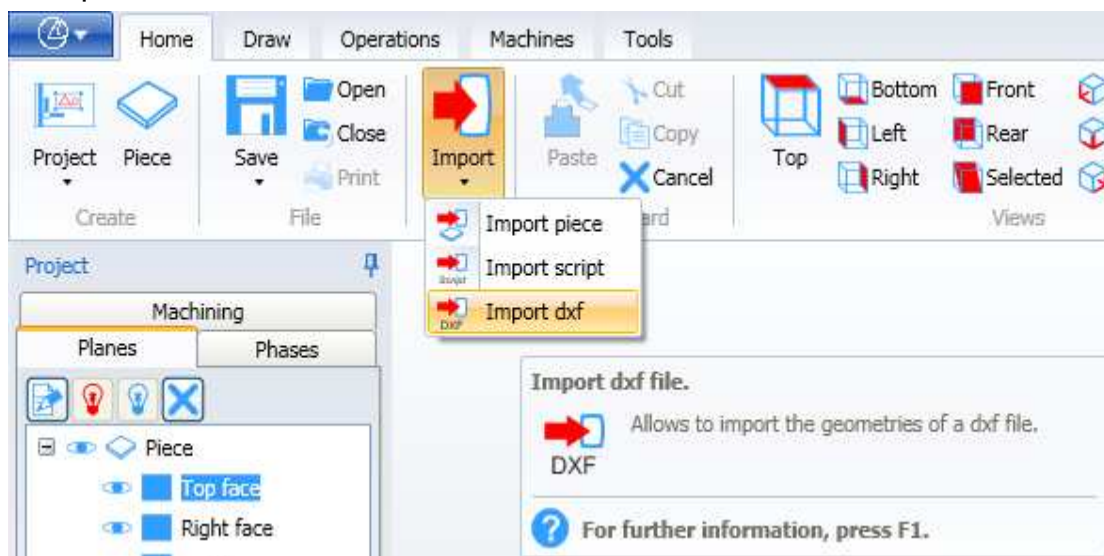 Home Draw Operations Machines Tools
Project Piece
Create
Save
Open
Close
Print
File
Import
Paste
Cut
Copy
Cancel
Top
Bottom
Left
Right
Front
Rear
Selected
Views
Import piece
Import script
Import dxf
Project
Machining
Planes Phases
Piece
Top face
Right face
Import dxf file.
Allows to import the geometries of a dxf file.
DXF
For further information, press F1.